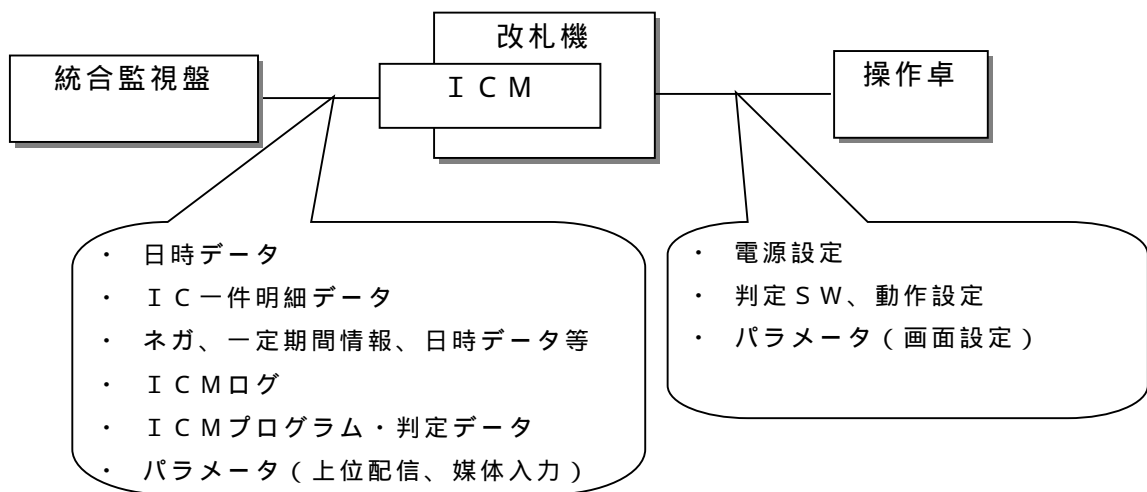 改札機
統合監視盤
ＩＣＭ
操作卓
・ 日時データ
・ ＩＣ一件明細データ
・ ネガ、一定期間情報、日時データ等
・ ＩＣＭログ
・ ＩＣＭプログラム・判定データ
・ パラメータ（上位配信、媒体入力）
・ 電源設定
・ 判定ＳＷ、動作設定
・ パラメータ（画面設定）